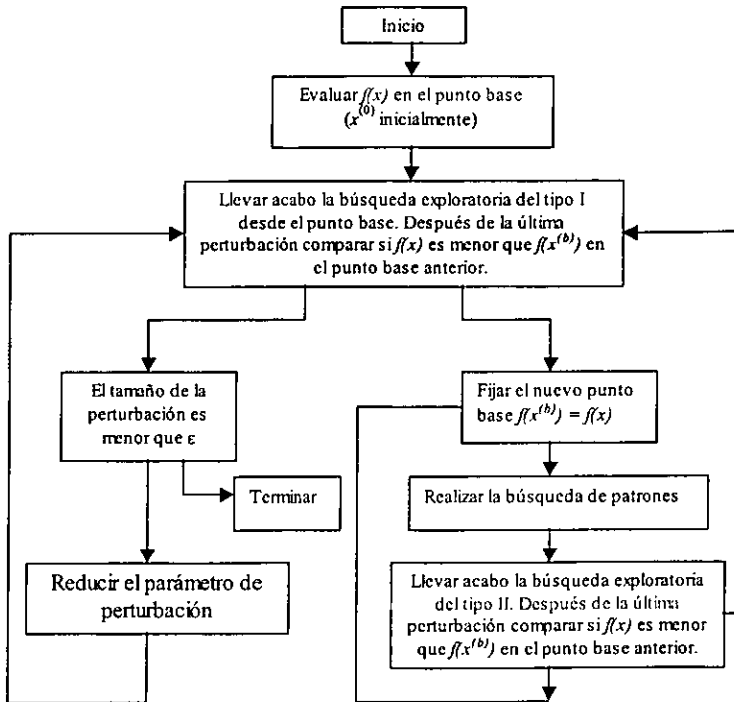 Inicio
Evaluar f(x) en el punto base
(x^(0) inicialmente)
Llevar acabo la búsqueda exploratoria del tipo I
desde el punto base. Después de la última
perturbación comparar si f(x) es menor que f(x^(b)) en
el punto base anterior.
El tamaño de la
perturbación es
menor que ε
Terminar
Reducir el parámetro de
perturbación
Fijar el nuevo punto
base f(x^(b)) = f(x)
Realizar la búsqueda de patrones
Llevar acabo la búsqueda exploratoria
del tipo II. Después de la última
perturbación comparar si f(x) es menor
que f(x^(b)) en el punto base anterior.